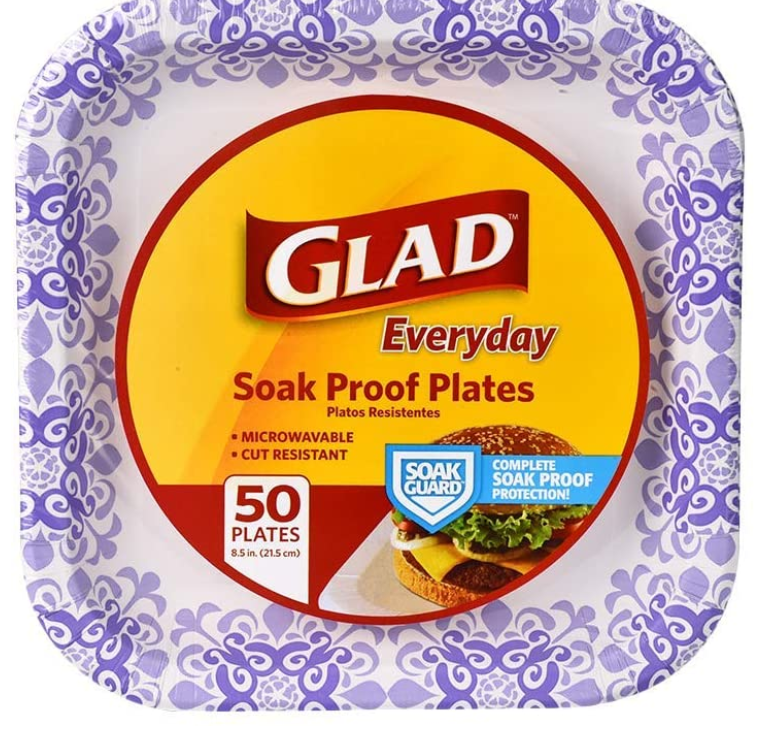 GLAD™
Everyday
Soak Proof Plates
Platos Resistentes
• MICROWAVABLE
• CUT RESISTANT
SOAK
GUARD
COMPLETE
SOAK PROOF
PROTECTION!
50
PLATES
8.5 in. (21.5 cm)